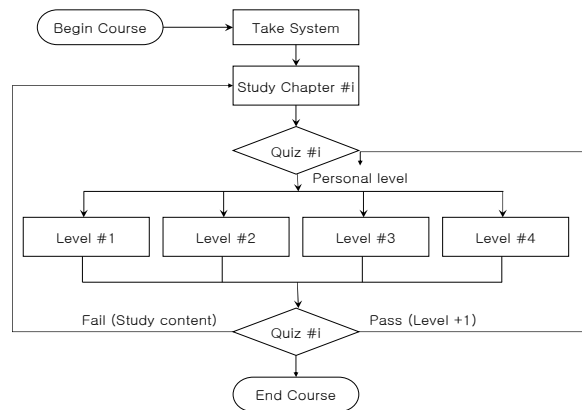 Begin Course
Take System
Study Chapter #i
Quiz #i
Personal level
Level #1
Level #2
Level #3
Level #4
Fail (Study content)
Quiz #i
Pass (Level +1)
End Course